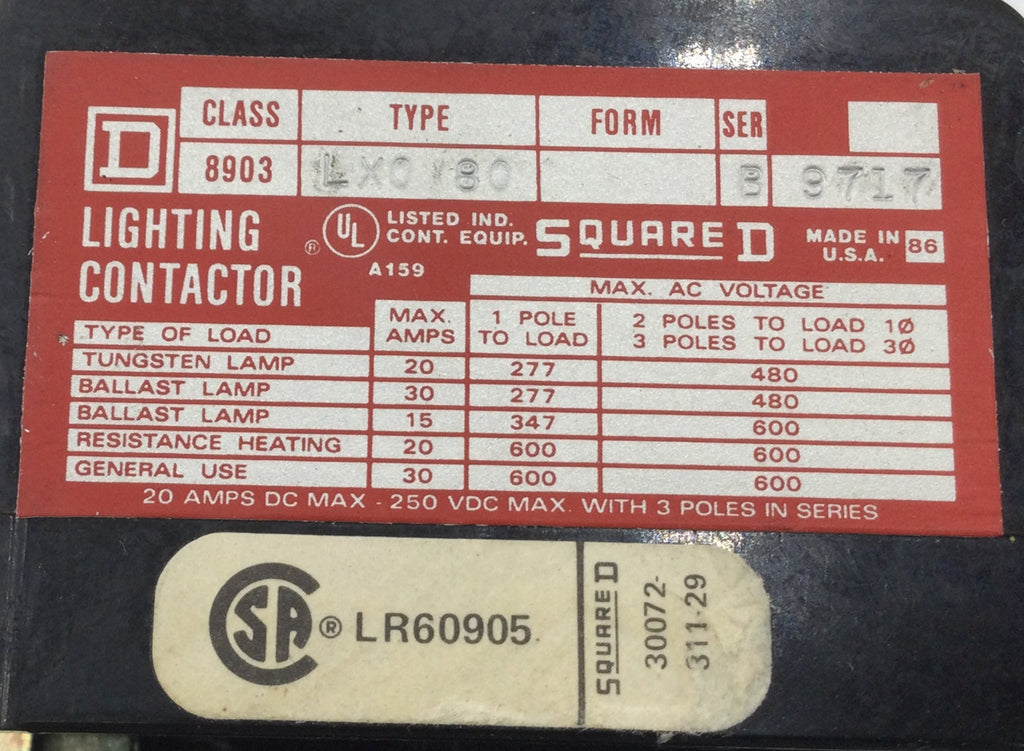 D
CLASS TYPE FORM SER
8903 LXO 80 B 9717
LIGHTING
CONTACTOR
® UL LISTED IND.
CONT. EQUIP.
A159
SQUARE D
MADE IN
U.S.A. 86
MAX. AC VOLTAGE
TYPE OF LOAD MAX. AMPS 1 POLE TO LOAD 2 POLES TO LOAD 1Ø
3 POLES TO LOAD 3Ø
TUNGSTEN LAMP 20 277 480
BALLAST LAMP 30 277 480
BALLAST LAMP 15 347 600
RESISTANCE HEATING 20 600 600
GENERAL USE 30 600 600
20 AMPS DC MAX - 250 VDC MAX. WITH 3 POLES IN SERIES
CSA ® LR60905
SQUARE D
30072-
311-29